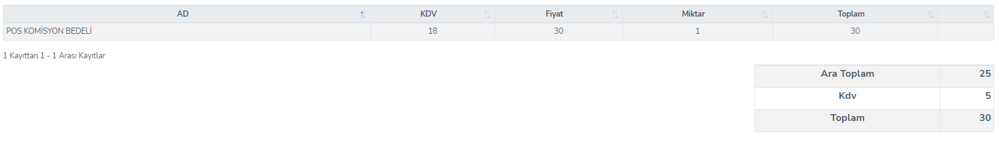 AD KDV Fiyat Miktar Toplam
POS KOMİSYON BEDELİ 18 30 1 30
1 Kayıttan 1 - 1 Arası Kayıtlar
Ara Toplam 25
Kdv 5
Toplam 30